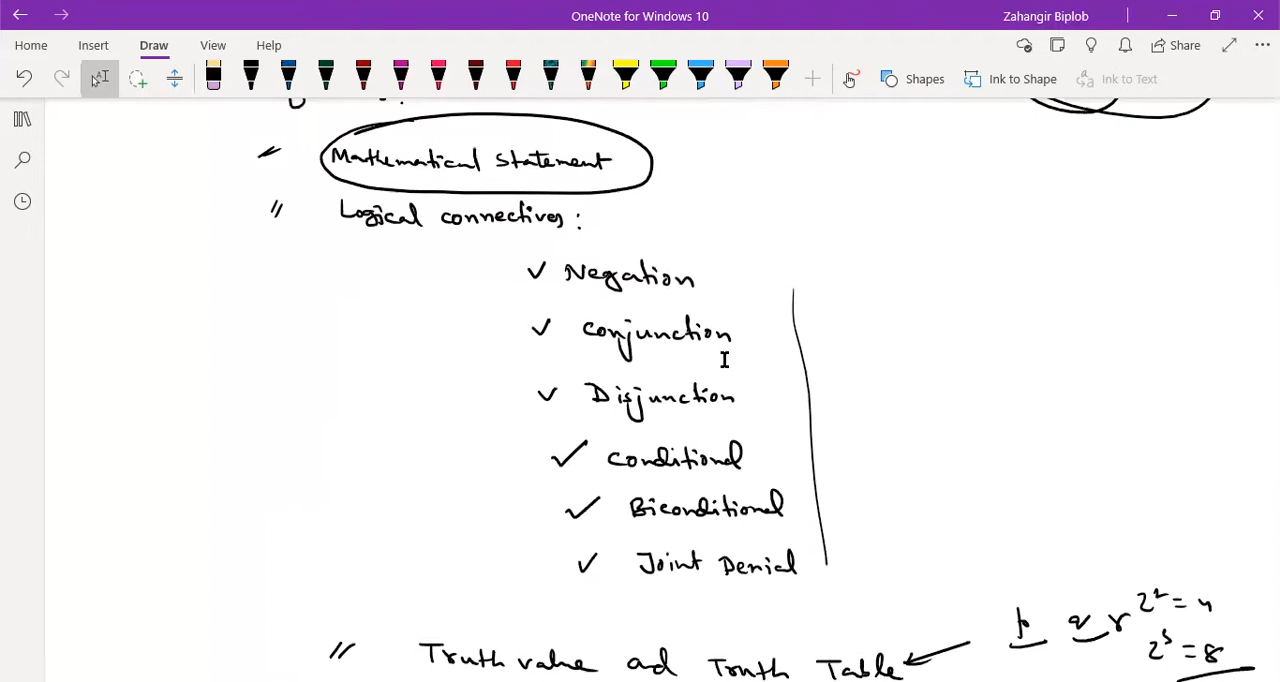 OneNote for Windows 10
Zahangir Biplob
Home Insert Draw View Help
Share
Shapes
Ink to Shape
Ink to Text
Mathematical statement
// Logical connectives :
✓ Negation
✓ Conjunction
✓ Disjunction
✓ Conditional
✓ Biconditional
✓ Joint Denial
p q r 2² = 4
2³ = 8
// Truth value and Truth Table